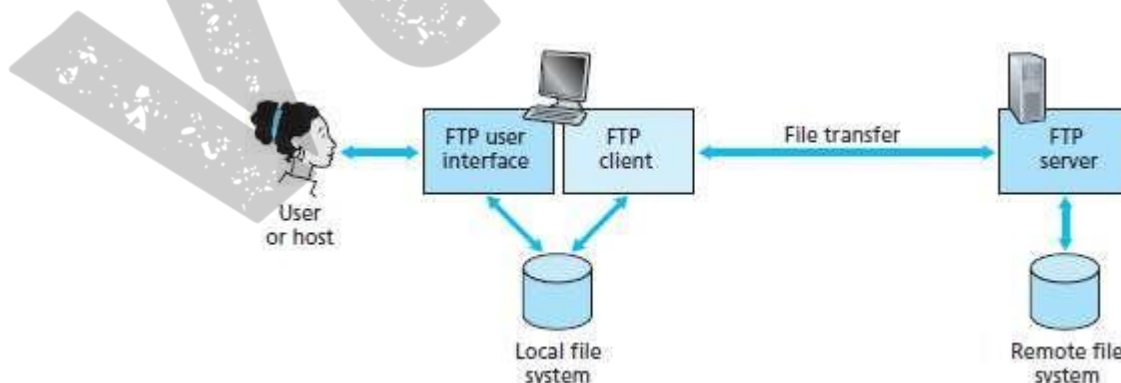 FTP user
interface
FTP
client
File transfer
FTP
server
User
or host
Local file
system
Remote file
system